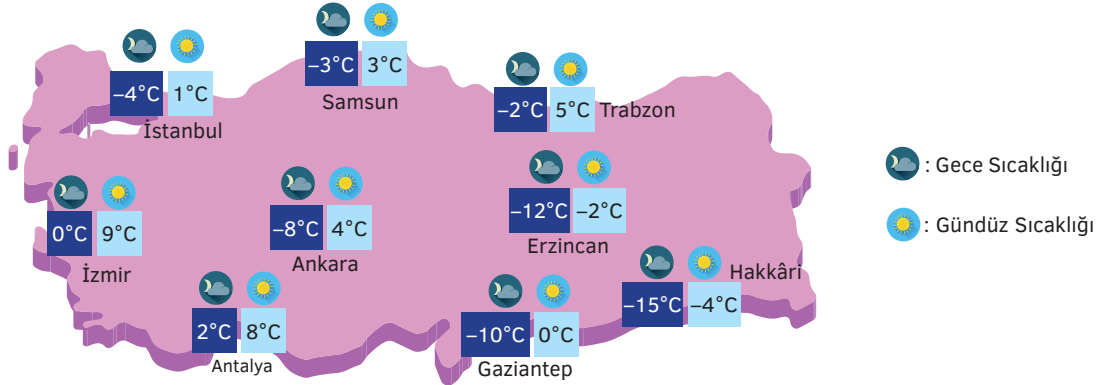 –3°C 3°C
Samsun
–4°C 1°C
İstanbul
–2°C 5°C Trabzon
: Gece Sıcaklığı
–12°C –2°C
Erzincan
: Gündüz Sıcaklığı
0°C 9°C
İzmir
–8°C 4°C
Ankara
Hakkâri
–15°C –4°C
2°C 8°C
Antalya
–10°C 0°C
Gaziantep